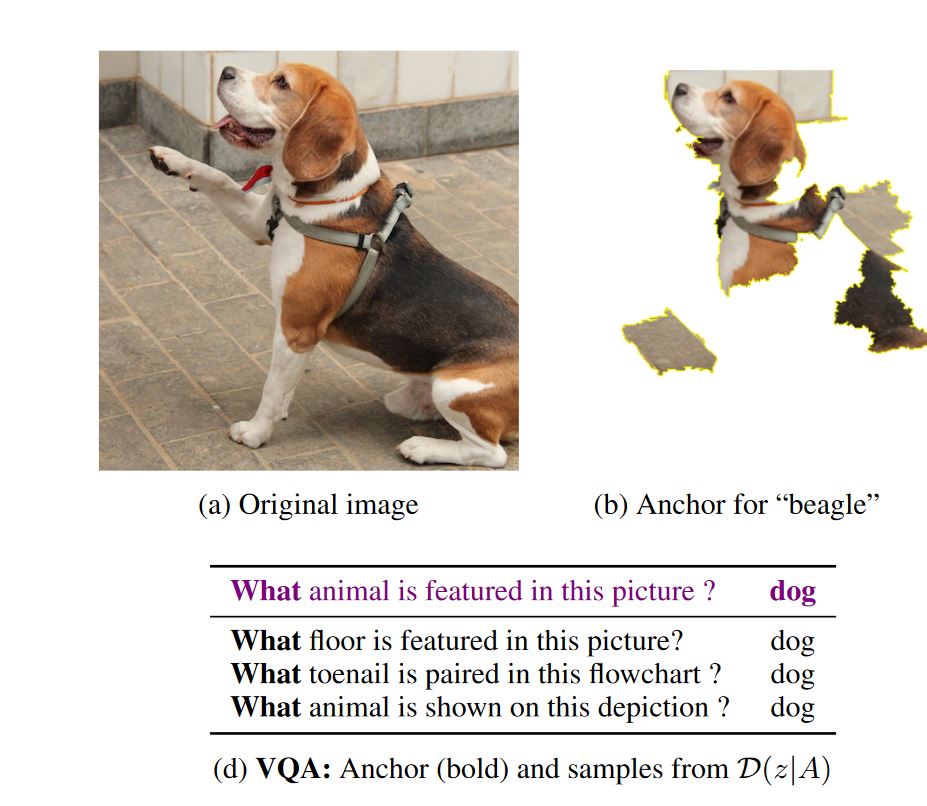 (a) Original image
(b) Anchor for “beagle”
What animal is featured in this picture ? dog
What floor is featured in this picture? dog
What toenail is paired in this flowchart ? dog
What animal is shown on this depiction ? dog
(d) VQA: Anchor (bold) and samples from 𝒟(z|A)